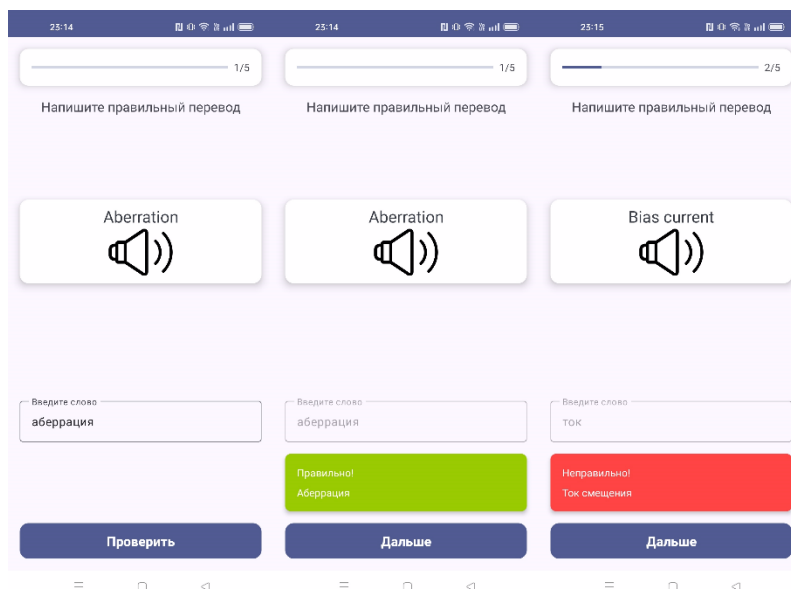 23:14
1/5
Напишите правильный перевод
Aberration
Введите слово
аберрация
Проверить
23:14
1/5
Напишите правильный перевод
Aberration
Введите слово
аберрация
Правильно!
Аберрация
Дальше
23:15
2/5
Напишите правильный перевод
Bias current
Введите слово
ток
Неправильно!
Ток смещения
Дальше